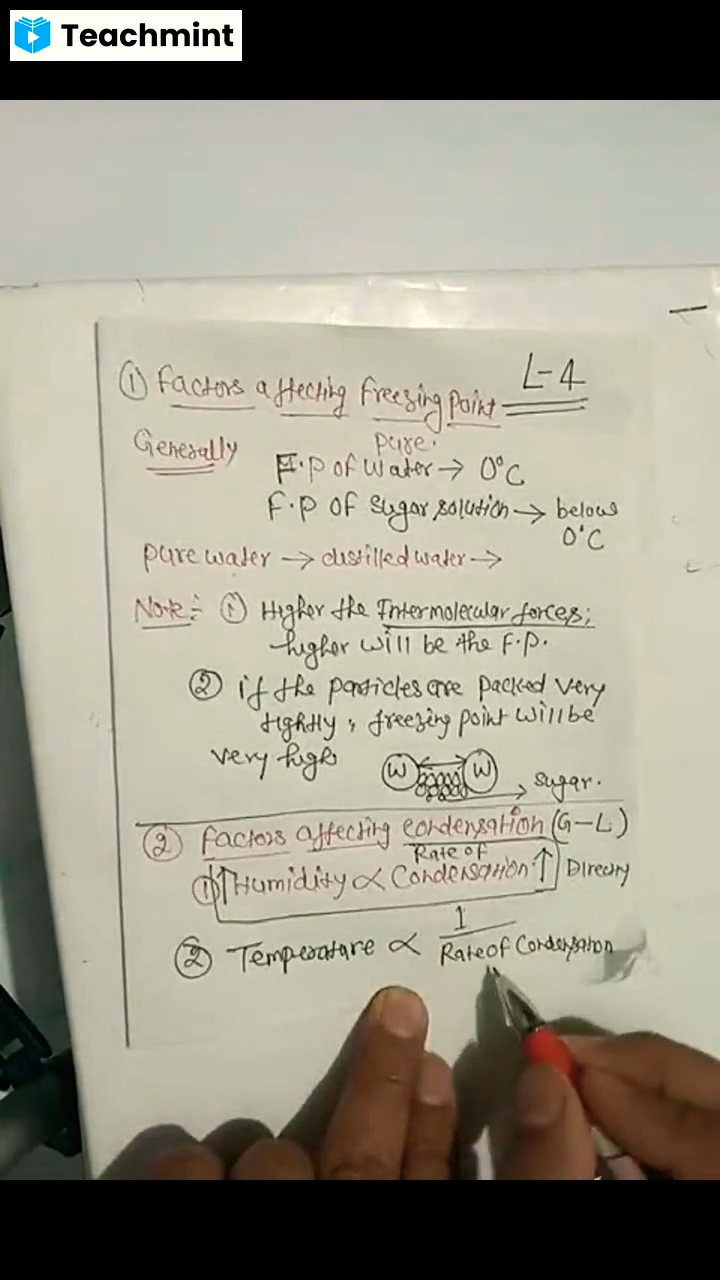 Teachmint
L-4
① Factors affecting freezing point
Generally
pure.
F.p of water → 0°C
F.p of sugar solution → below
0°C
pure water → distilled water →
Note:- ① Higher the Intermolecular forces;
higher will be the F.p.
② if the particles are packed very
tightly, freezing point will be
very high
W W
sugar.
② factors affecting condensation (G-L)
Rate of
① ↑ Humidity ∝ Condensation ↑ Directly
② Temperature ∝ 1
Rate of Condensation